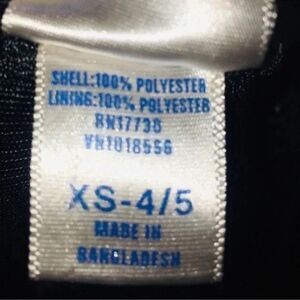 SHELL:100% POLYESTER
LINING:100% POLYESTER
RN17730
VN1018556
XS-4/5
MADE IN
BANGLADESH